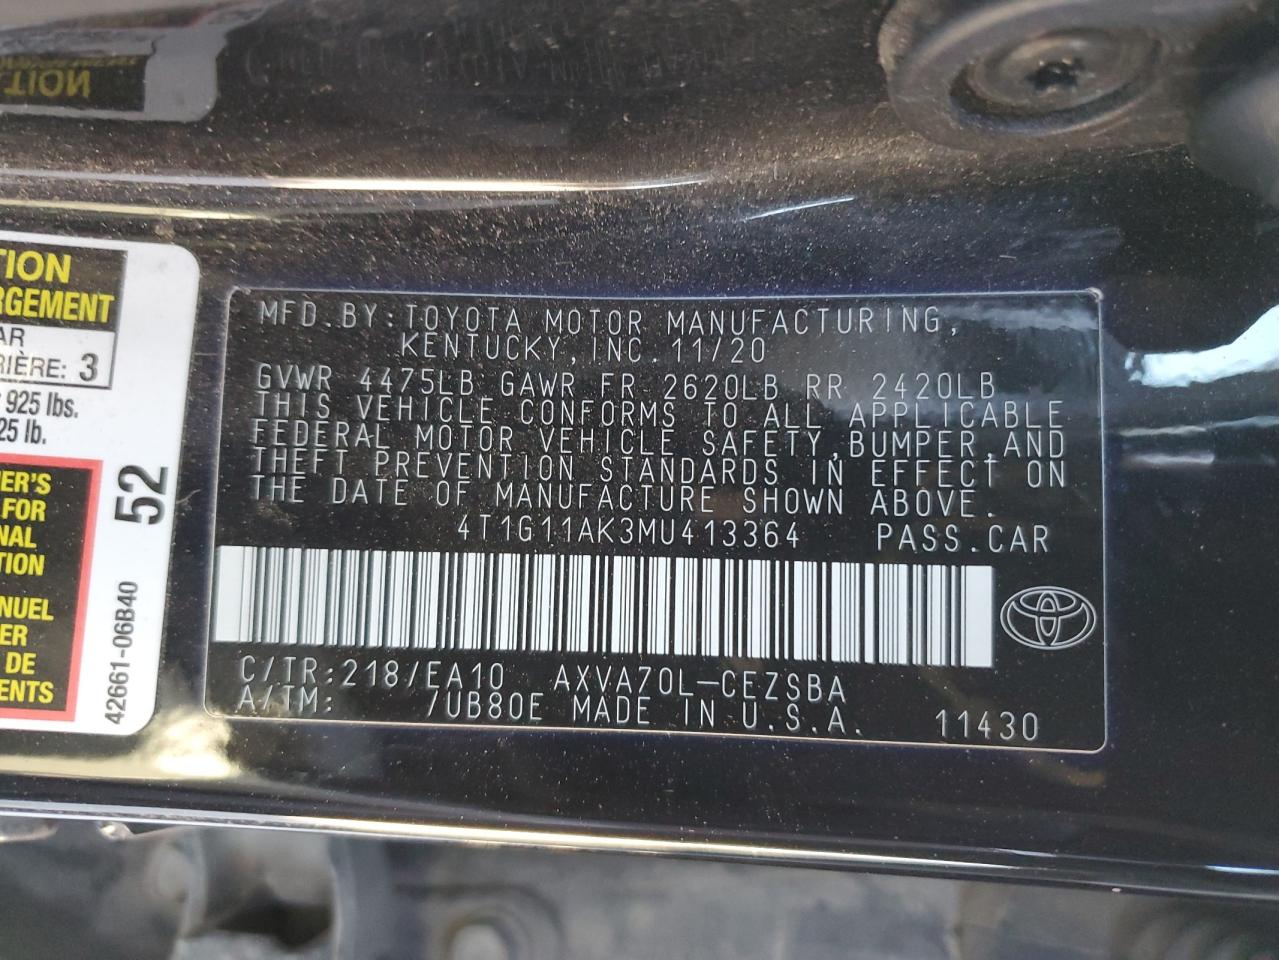 NOIT
TION
RGEMENT
AR
RIÈRE: 3
925 lbs.
25 lb.
52
ER'S
FOR
NAL
TION
NUEL
ER
DE
ENTS
42661-06B40
MFD.BY:TOYOTA MOTOR MANUFACTURING,
KENTUCKY,INC.11/20
GVWR 4475LB GAWR FR 2620LB RR 2420LB
THIS VEHICLE CONFORMS TO ALL APPLICABLE
FEDERAL MOTOR VEHICLE SAFETY,BUMPER,AND
THEFT PREVENTION STANDARDS IN EFFECT ON
THE DATE OF MANUFACTURE SHOWN ABOVE.
4T1G11AK3MU413364 PASS.CAR
C/TR:218/EA10 AXVA70L-CEZSBA
A/TM: /UB80E MADE IN U.S.A. 11430